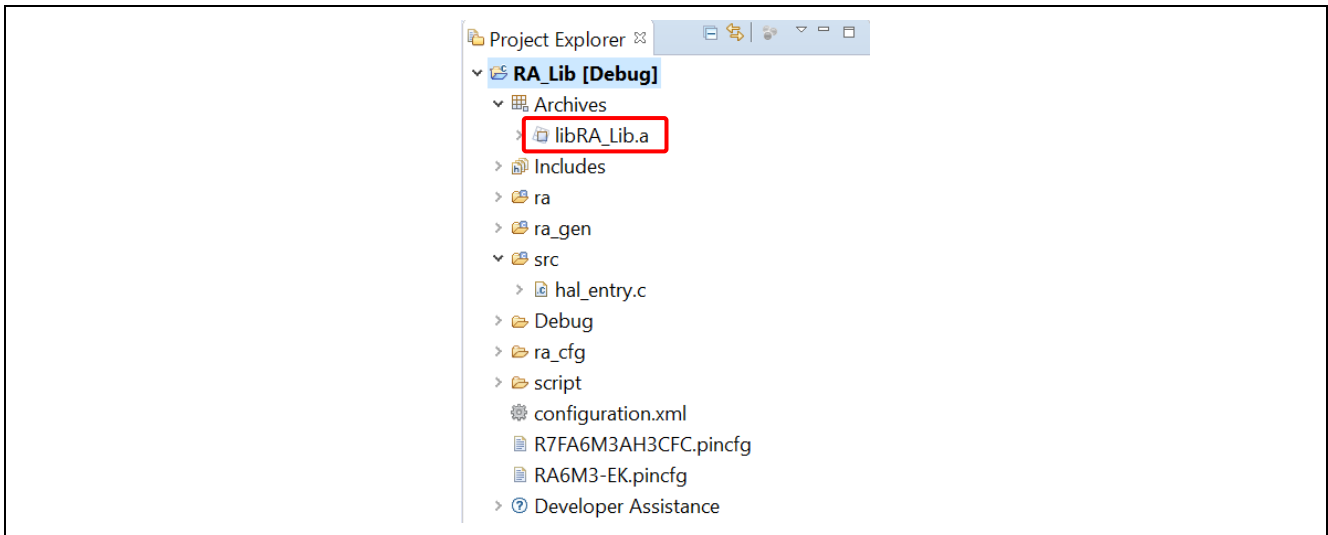 Project Explorer
RA_Lib [Debug]
Archives
libRA_Lib.a
Includes
ra
ra_gen
src
hal_entry.c
Debug
ra_cfg
script
configuration.xml
R7FA6M3AH3CFC.pincfg
RA6M3-EK.pincfg
Developer Assistance